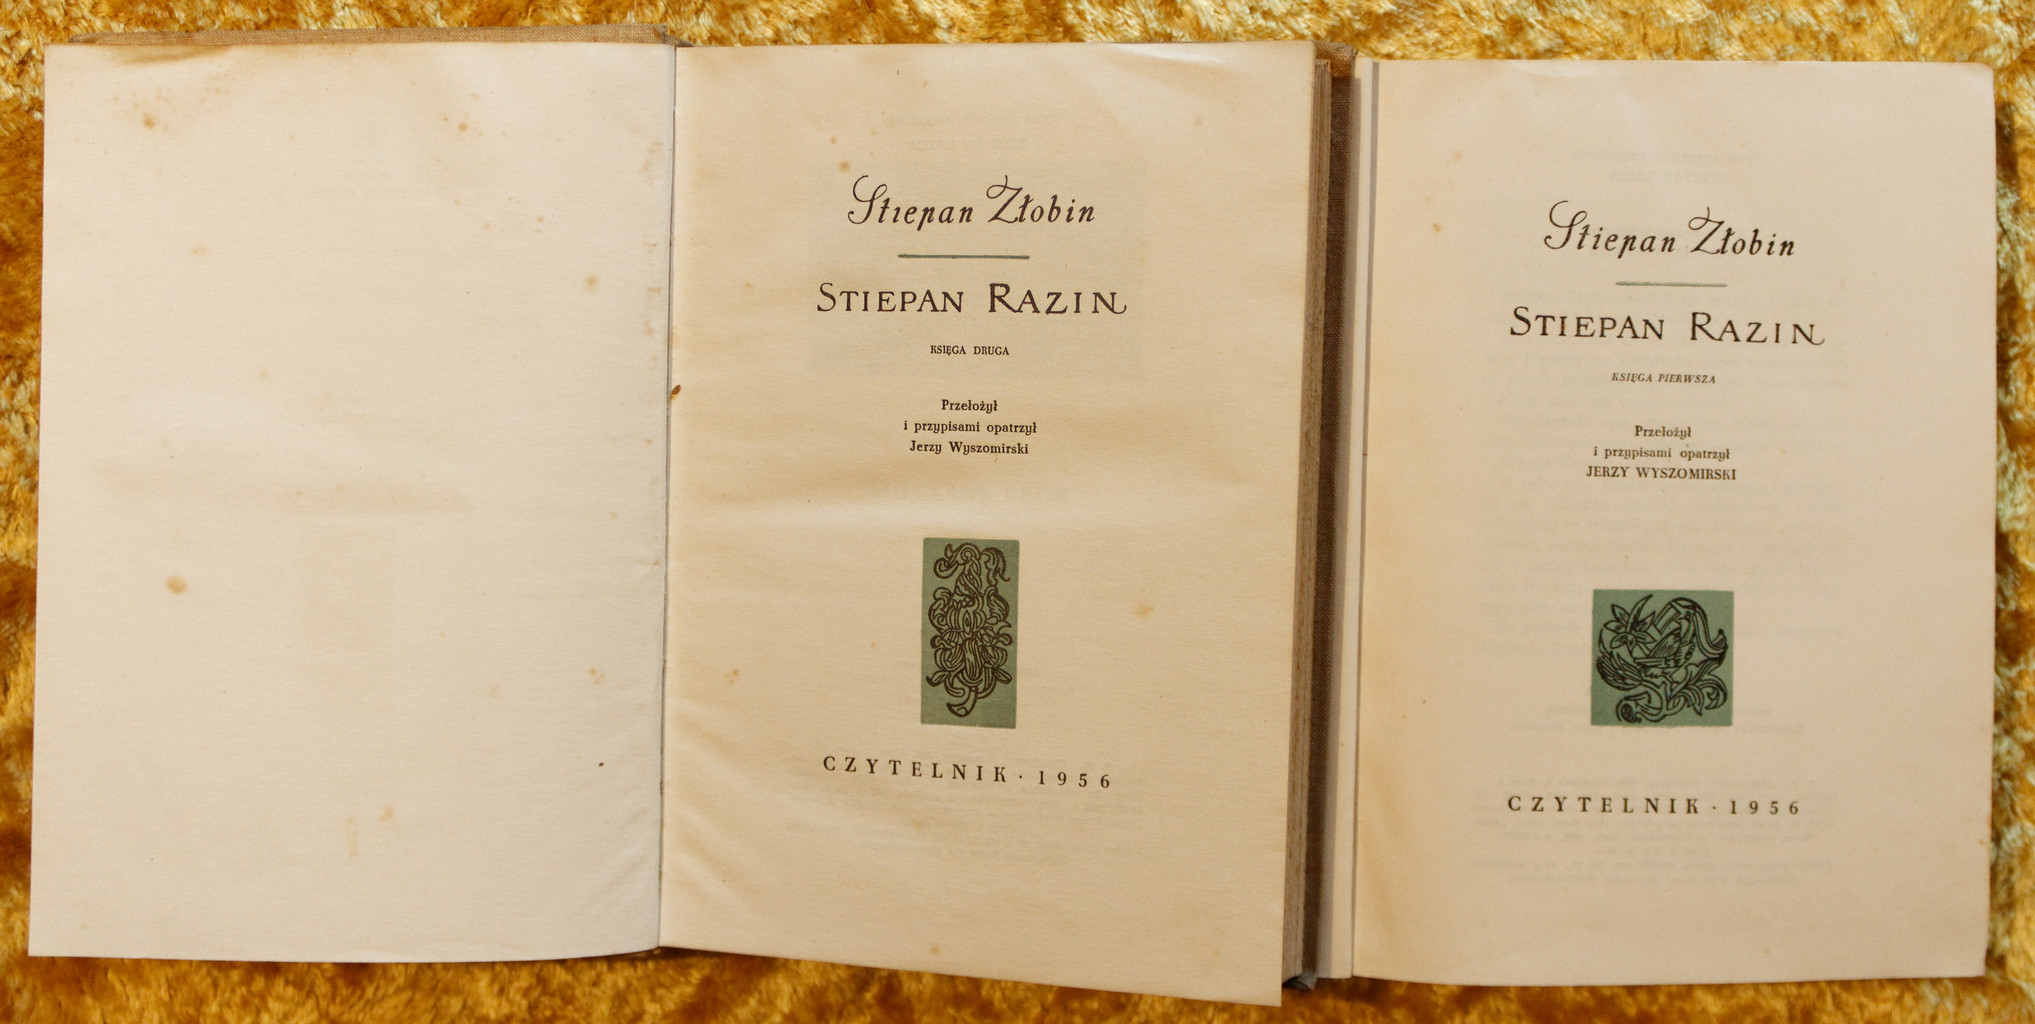 Stiepan Złobin
STIEPAN RAZIN
KSIĘGA DRUGA
Przełożył
i przypisami opatrzył
Jerzy Wyszomirski
CZYTELNIK · 1956
Stiepan Złobin
STIEPAN RAZIN
KSIĘGA PIERWSZA
Przełożył
i przypisami opatrzył
JERZY WYSZOMIRSKI
CZYTELNIK · 1956